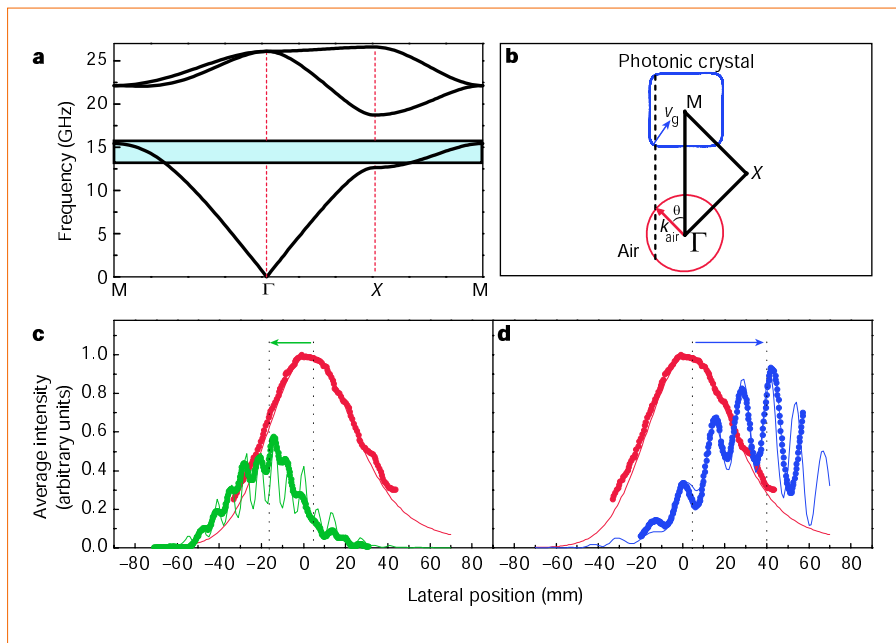 a
25
20
15
10
5
0
Frequency (GHz)
M Γ X M
b
Photonic crystal
M
vg
X
θ
kair
Γ
Air
c
1.0
0.8
0.6
0.4
0.2
0.0
Average intensity
(arbitrary units)
−80 −60 −40 −20 0 20 40 60 80
d
−80 −60 −40 −20 0 20 40 60 80
Lateral position (mm)